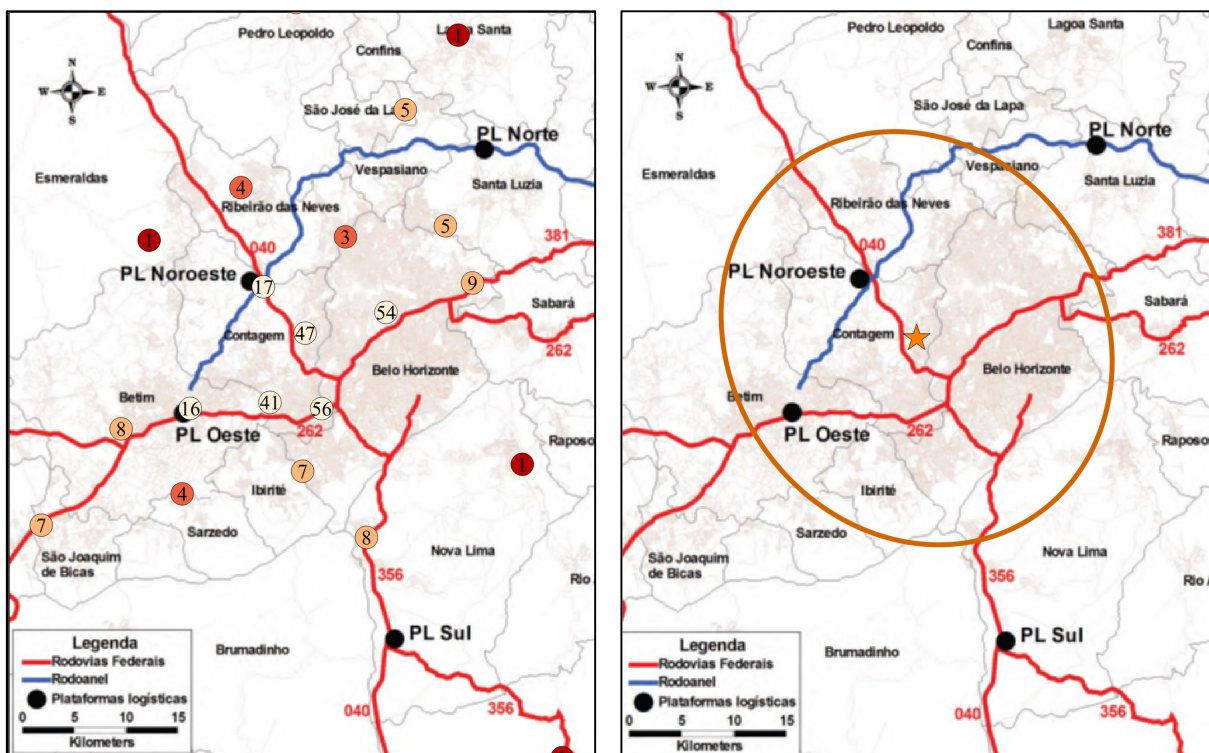 Pedro Leopoldo
1
Lagoa Santa
Confins
N
W E
S
São José da Lapa
5
PL Norte
Esmeraldas
4
Vespasiano
Santa Luzia
Ribeirão das Neves
5
1
3
040
381
PL Noroeste
17
9
54
Sabará
47
Contagem
262
Belo Horizonte
Betim
16
41
56
8
PL Oeste
262
Raposo
7
1
4
Ibirité
7
Sarzedo
8
São Joaquim
de Bicas
Nova Lima
356
Rio
PL Sul
Brumadinho
Legenda
Rodovias Federais
Rodoanel
Plataformas logísticas
0 5 10 15
Kilometers
040
356
Pedro Leopoldo
Lagoa Santa
Confins
N
W E
S
São José da Lapa
PL Norte
Esmeraldas
Vespasiano
Santa Luzia
Ribeirão das Neves
040
381
PL Noroeste
Sabará
Contagem
262
Belo Horizonte
Betim
PL Oeste
262
Raposo
Ibirité
Sarzedo
São Joaquim
de Bicas
Nova Lima
356
Rio
PL Sul
Brumadinho
Legenda
Rodovias Federais
Rodoanel
Plataformas logísticas
0 5 10 15
Kilometers
040
356